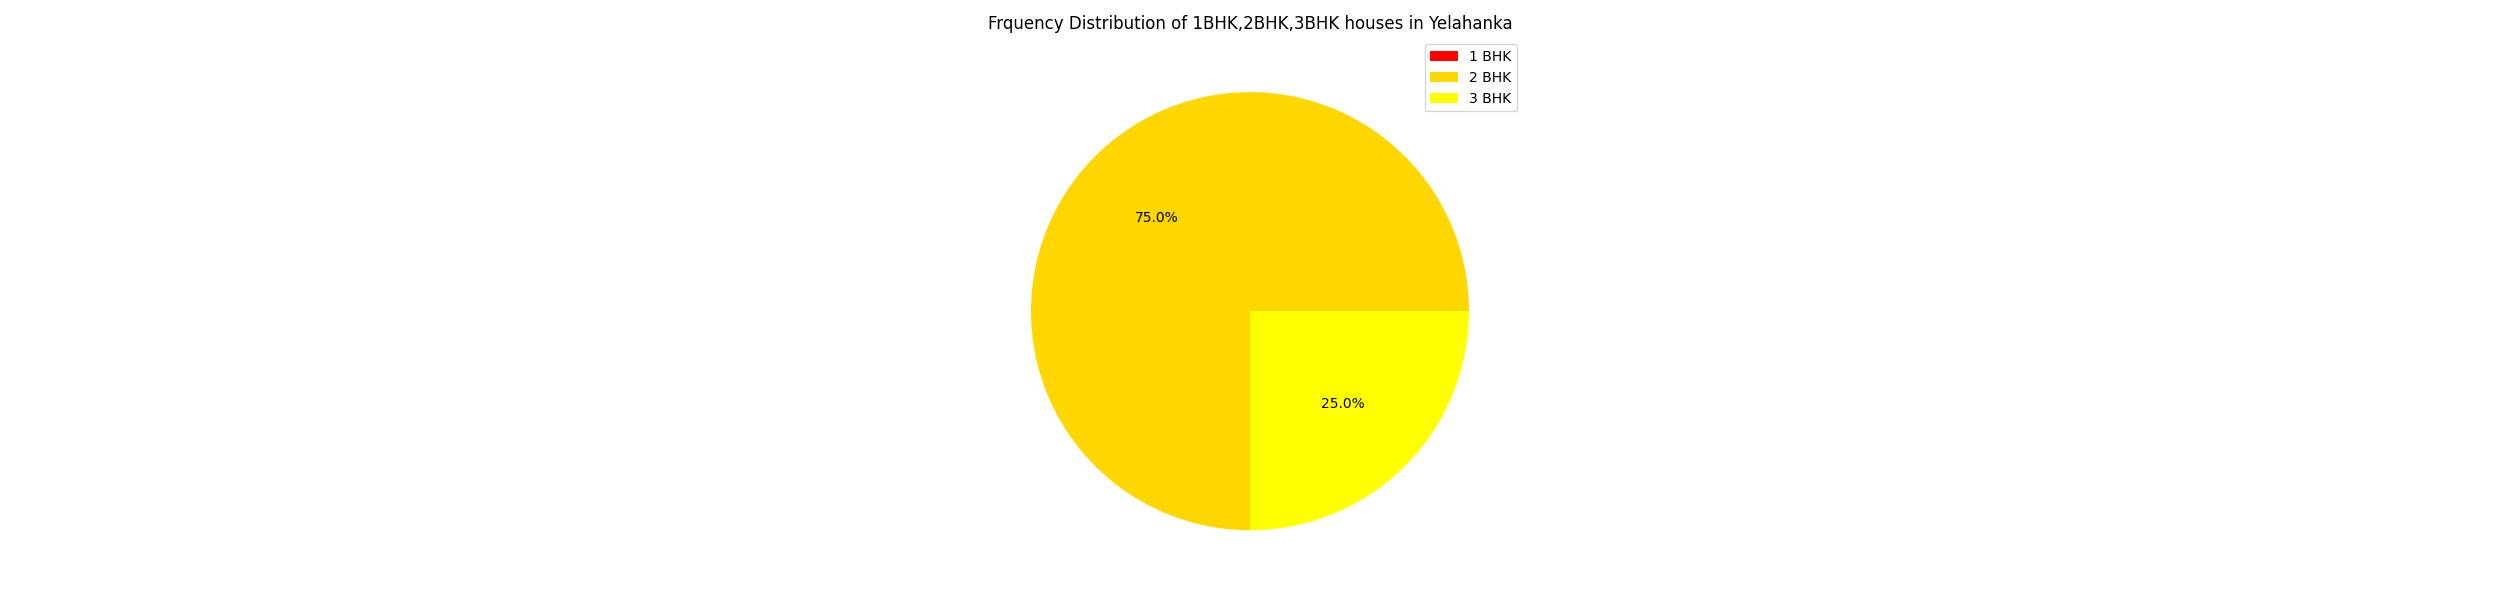 Frquency Distribution of 1BHK,2BHK,3BHK houses in Yelahanka
1 BHK
2 BHK
3 BHK
75.0%
25.0%